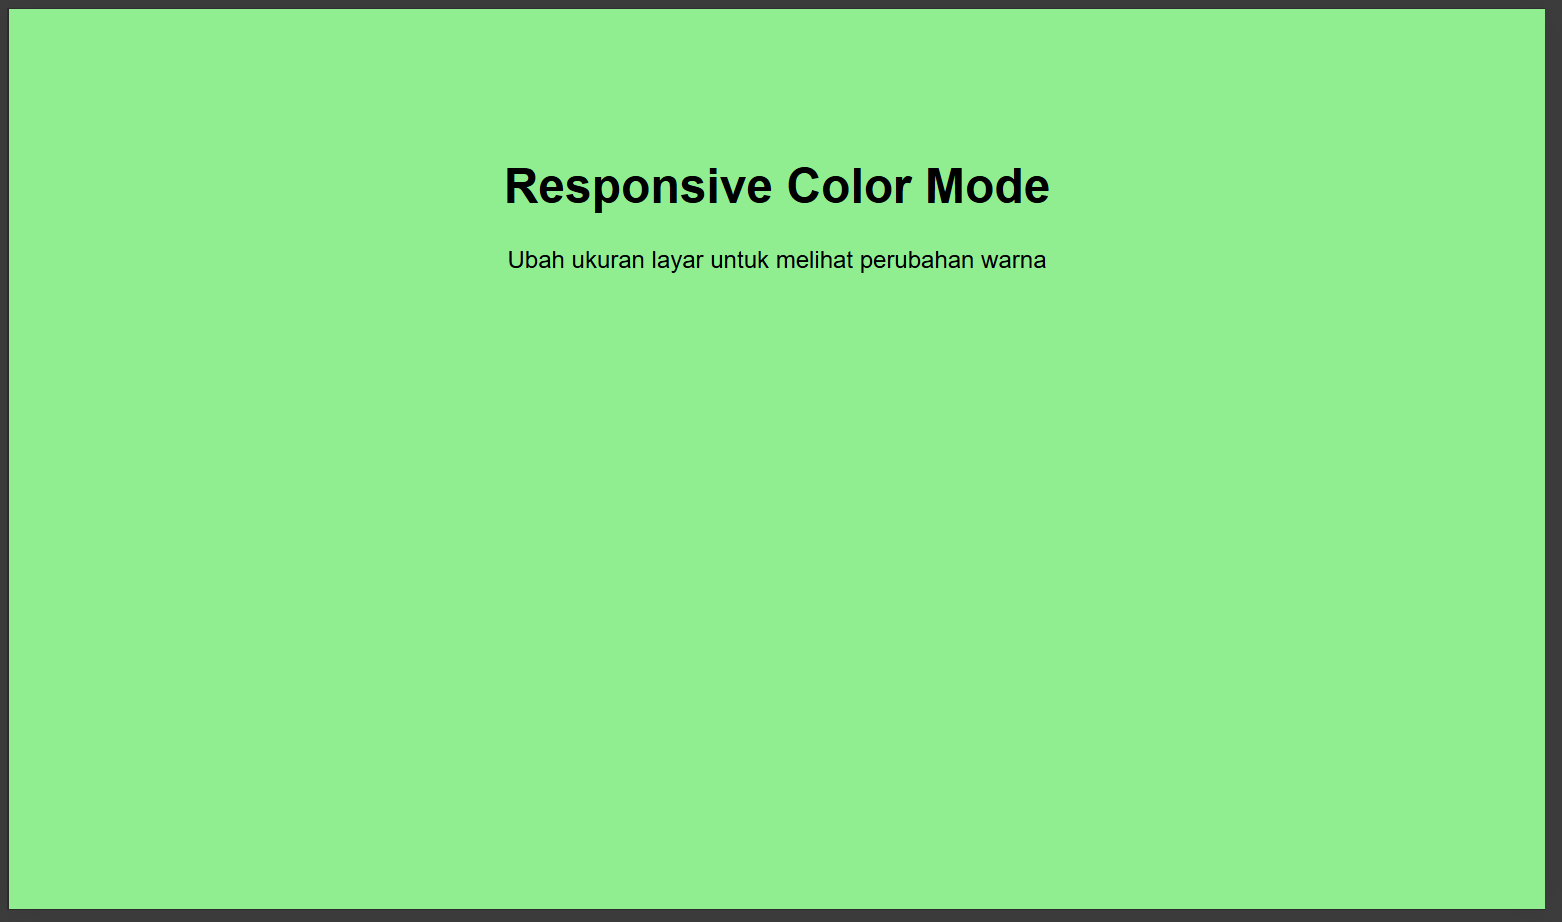 Responsive Color Mode
Ubah ukuran layar untuk melihat perubahan warna